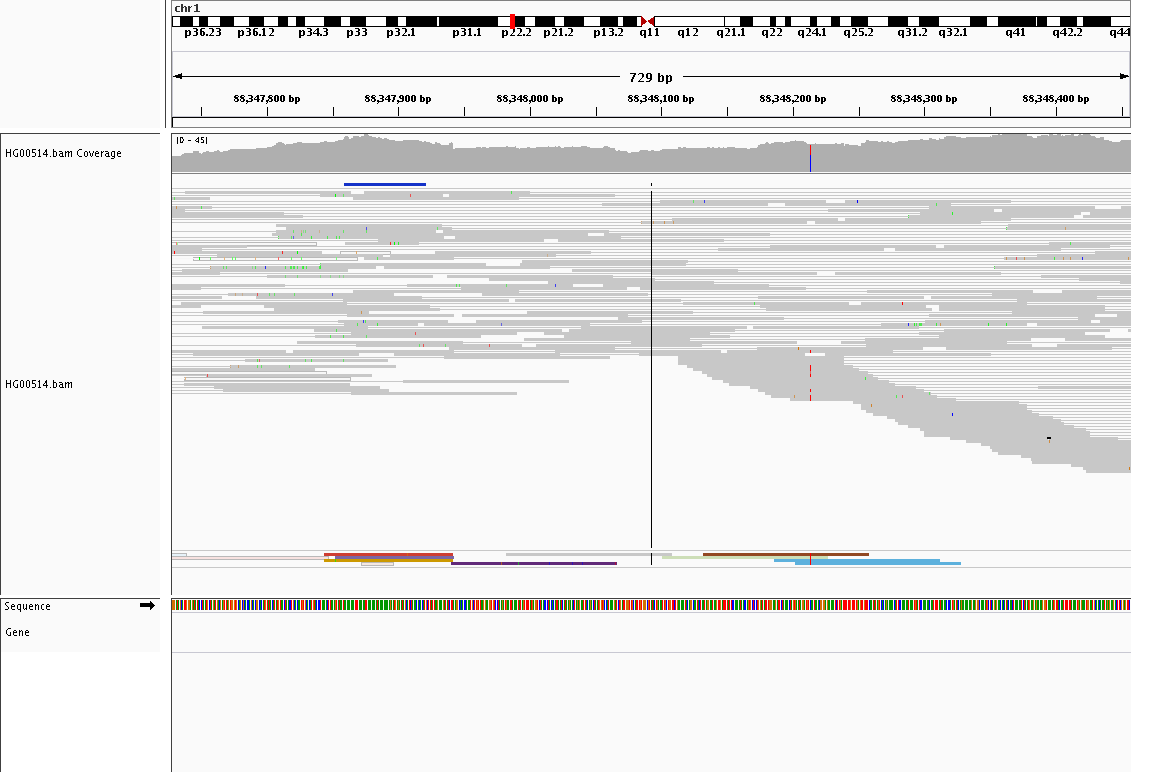 chr1
p36.23 p36.12 p34.3 p33 p32.1 p31.1 p22.2 p21.2 p13.2 q11 q12 q21.1 q22 q24.1 q25.2 q31.2 q32.1 q41 q42.2 q44
729 bp
88,347,800 bp 88,347,900 bp 88,348,000 bp 88,348,100 bp 88,348,200 bp 88,348,300 bp 88,348,400 bp
[0 - 45]
HG00514.bam Coverage
HG00514.bam
Sequence
Gene